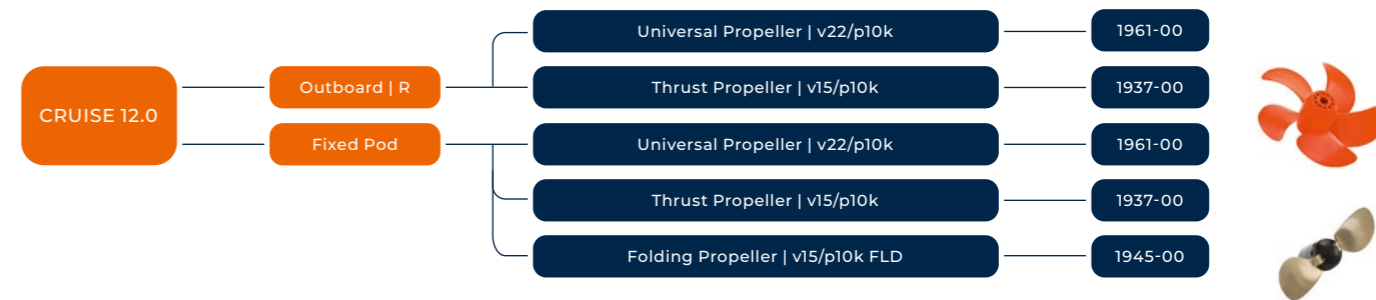 CRUISE 12.0
Outboard | R
Universal Propeller | v22/p10k
1961-00
Thrust Propeller | v15/p10k
1937-00
Fixed Pod
Universal Propeller | v22/p10k
1961-00
Thrust Propeller | v15/p10k
1937-00
Folding Propeller | v15/p10k FLD
1945-00